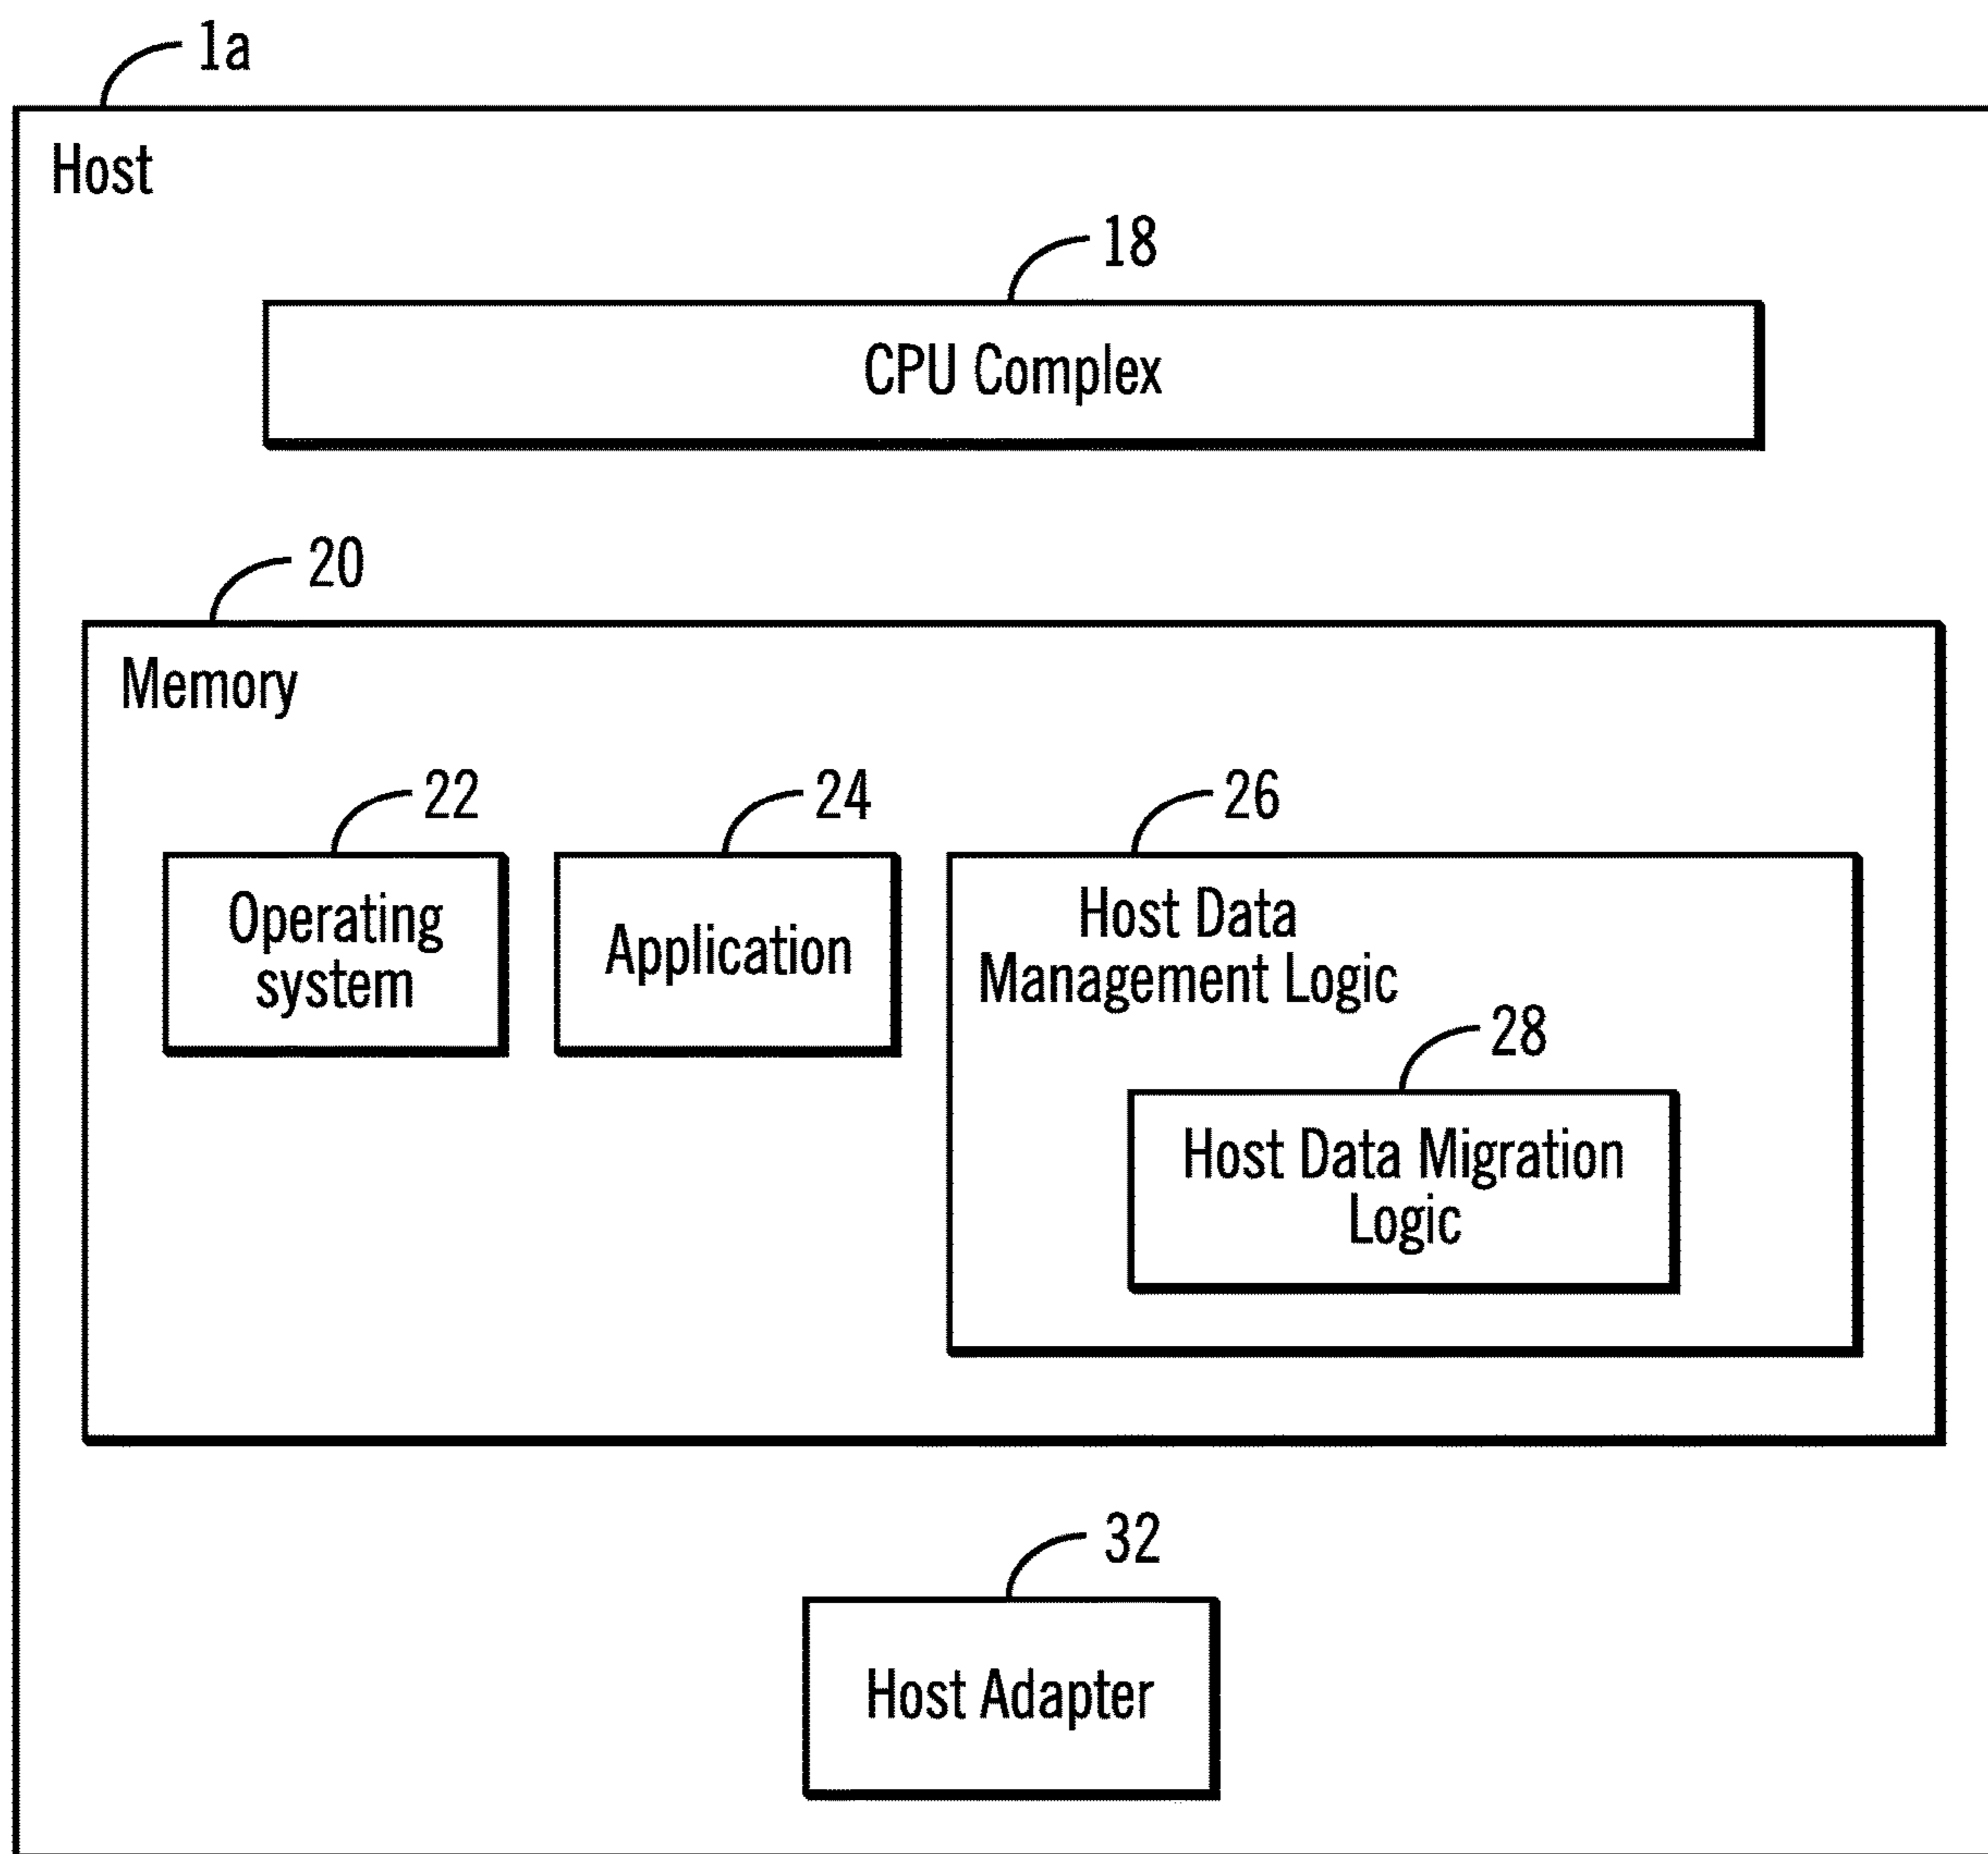 1a
Host
18
CPU Complex
20
Memory
22
24
26
Operating
system
Application
Host Data
Management Logic
28
Host Data Migration
Logic
32
Host Adapter